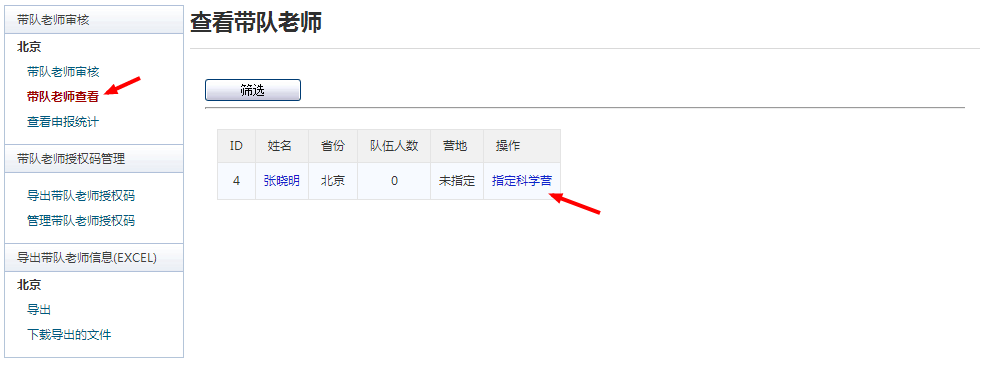 带队老师审核
北京
带队老师审核
带队老师查看
查看申报统计
带队老师授权码管理
导出带队老师授权码
管理带队老师授权码
导出带队老师信息(EXCEL)
北京
导出
下载导出的文件
查看带队老师
筛选
ID 姓名 省份 队伍人数 营地 操作
4 张晓明 北京 0 未指定 指定科学营